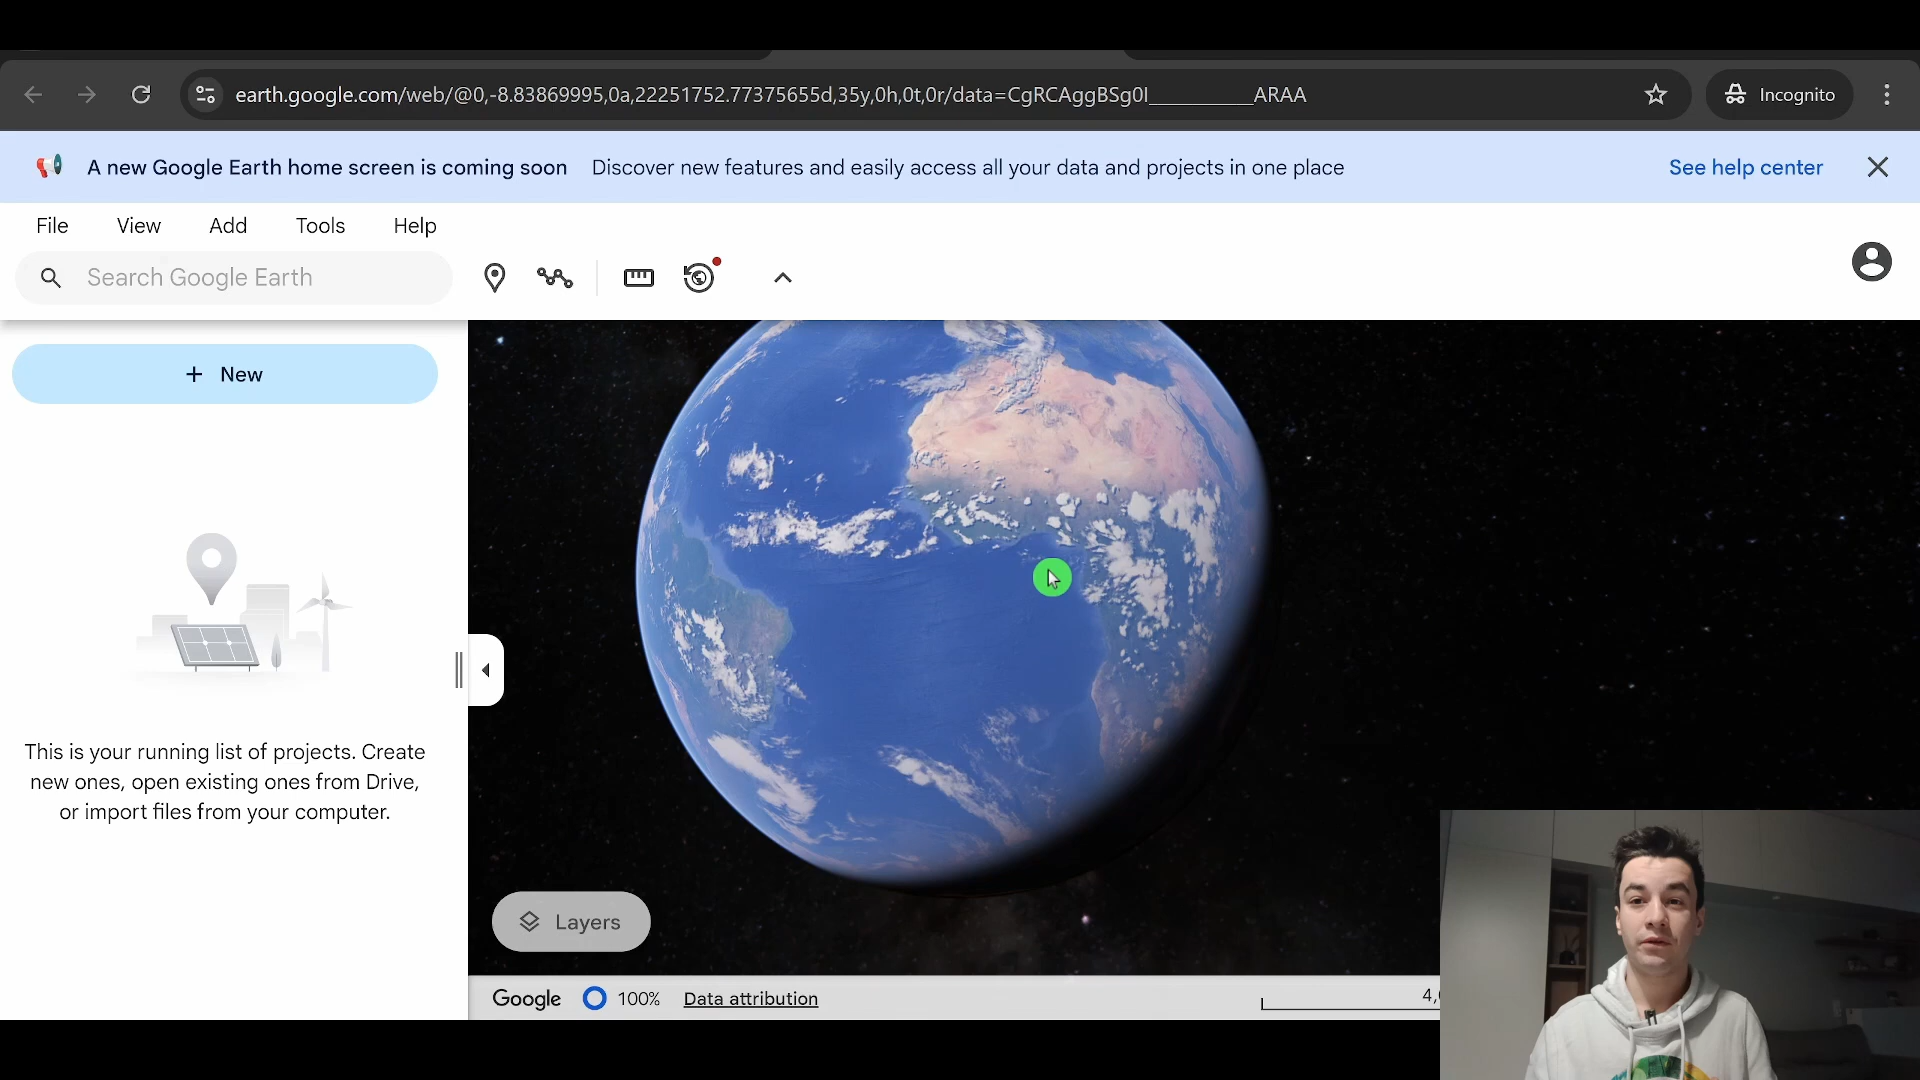 earth.google.com/web/@0,-8.83869995,0a,22251752.77375655d,35y,0h,0t,0r/data=CgRCAggBSg0I___________ARAA
Incognito
A new Google Earth home screen is coming soon Discover new features and easily access all your data and projects in one place See help center
File View Add Tools Help
Search Google Earth
+ New
This is your running list of projects. Create
new ones, open existing ones from Drive,
or import files from your computer.
Layers
Google 100% Data attribution